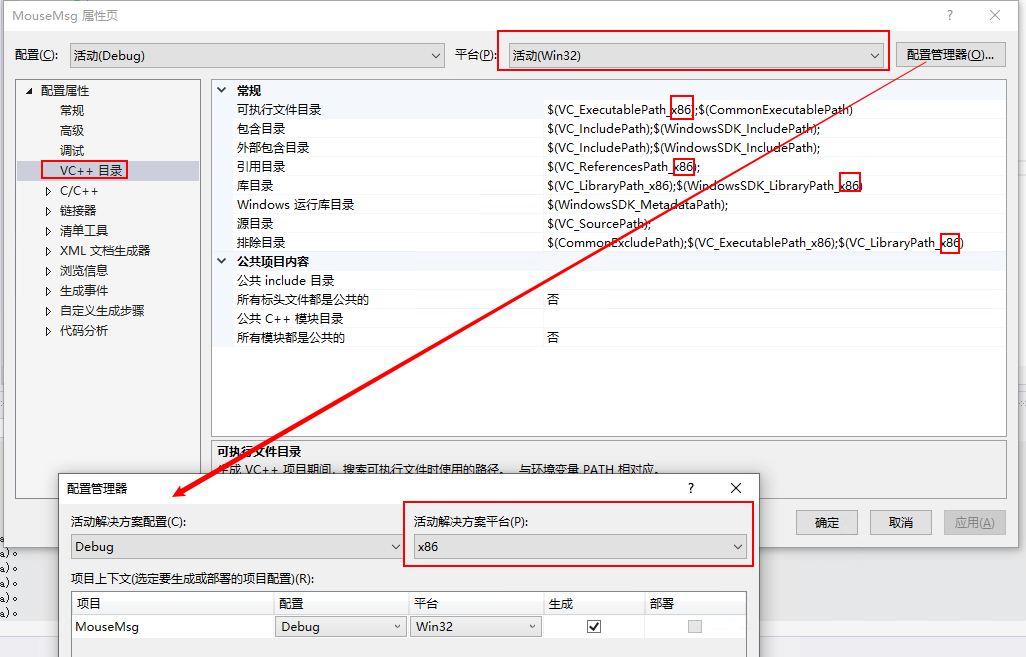 MouseMsg 属性页
配置(C): 活动(Debug) 平台(P): 活动(Win32) 配置管理器(O)...
配置属性
常规
高级
调试
VC++ 目录
C/C++
链接器
清单工具
XML 文档生成器
浏览信息
生成事件
自定义生成步骤
代码分析
常规
可执行文件目录 $(VC_ExecutablePath_x86);$(CommonExecutablePath)
包含目录 $(VC_IncludePath);$(WindowsSDK_IncludePath);
外部包含目录 $(VC_IncludePath);$(WindowsSDK_IncludePath);
引用目录 $(VC_ReferencesPath_x86);
库目录 $(VC_LibraryPath_x86);$(WindowsSDK_LibraryPath_x86)
Windows 运行库目录 $(WindowsSDK_MetadataPath);
源目录 $(VC_SourcePath);
排除目录 $(CommonExcludePath);$(VC_ExecutablePath_x86);$(VC_LibraryPath_x86)
公共项目内容
公共 include 目录
所有标头文件都是公共的 否
公共 C++ 模块目录
所有模块都是公共的 否
可执行文件目录
生成 VC++ 项目期间，搜索可执行文件时使用的路径。 与环境变量 PATH 相对应。
确定 取消 应用(A)
配置管理器
活动解决方案配置(C): 活动解决方案平台(P):
Debug x86
项目上下文(选定要生成或部署的项目配置)(R):
项目 配置 平台 生成 部署
MouseMsg Debug Win32
a)。
a)。
a)。
a)。
a)。